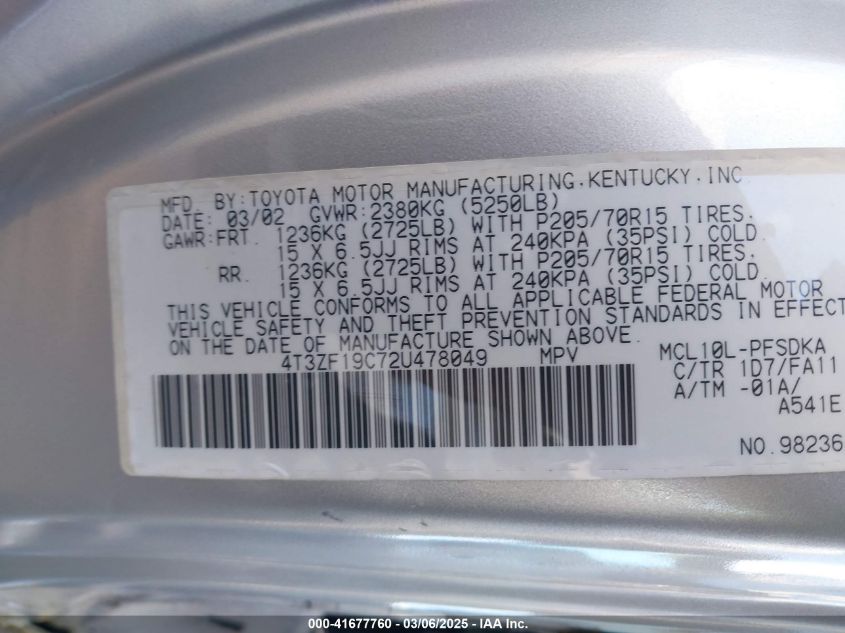 MFD. BY:TOYOTA MOTOR MANUFACTURING,KENTUCKY,INC
DATE: 03/02 GVWR:2380KG (5250LB)
GAWR:FRT. 1236KG (2725LB) WITH P205/70R15 TIRES.
15 X 6.5JJ RIMS AT 240KPA (35PSI) COLD.
RR. 1236KG (2725LB) WITH P205/70R15 TIRES.
15 X 6.5JJ RIMS AT 240KPA (35PSI) COLD.
THIS VEHICLE CONFORMS TO ALL APPLICABLE FEDERAL MOTOR
VEHICLE SAFETY AND THEFT PREVENTION STANDARDS IN EFFECT
ON THE DATE OF MANUFACTURE SHOWN ABOVE.
4T3ZF19C72U478049 MPV
MCL10L-PFSDKA
C/TR 1D7/FA11
A/TM -01A/
A541E
NO.98236
000-41677760 — 03/06/2025 — IAA Inc.